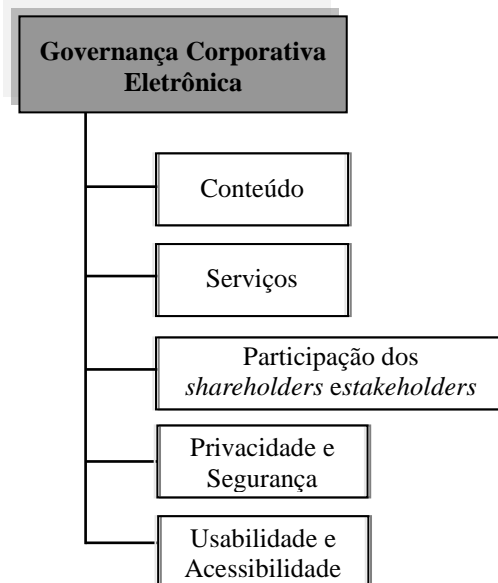 Governança Corporativa
Eletrônica
Conteúdo
Serviços
Participação dos
shareholders estakeholders
Privacidade e
Segurança
Usabilidade e
Acessibilidade